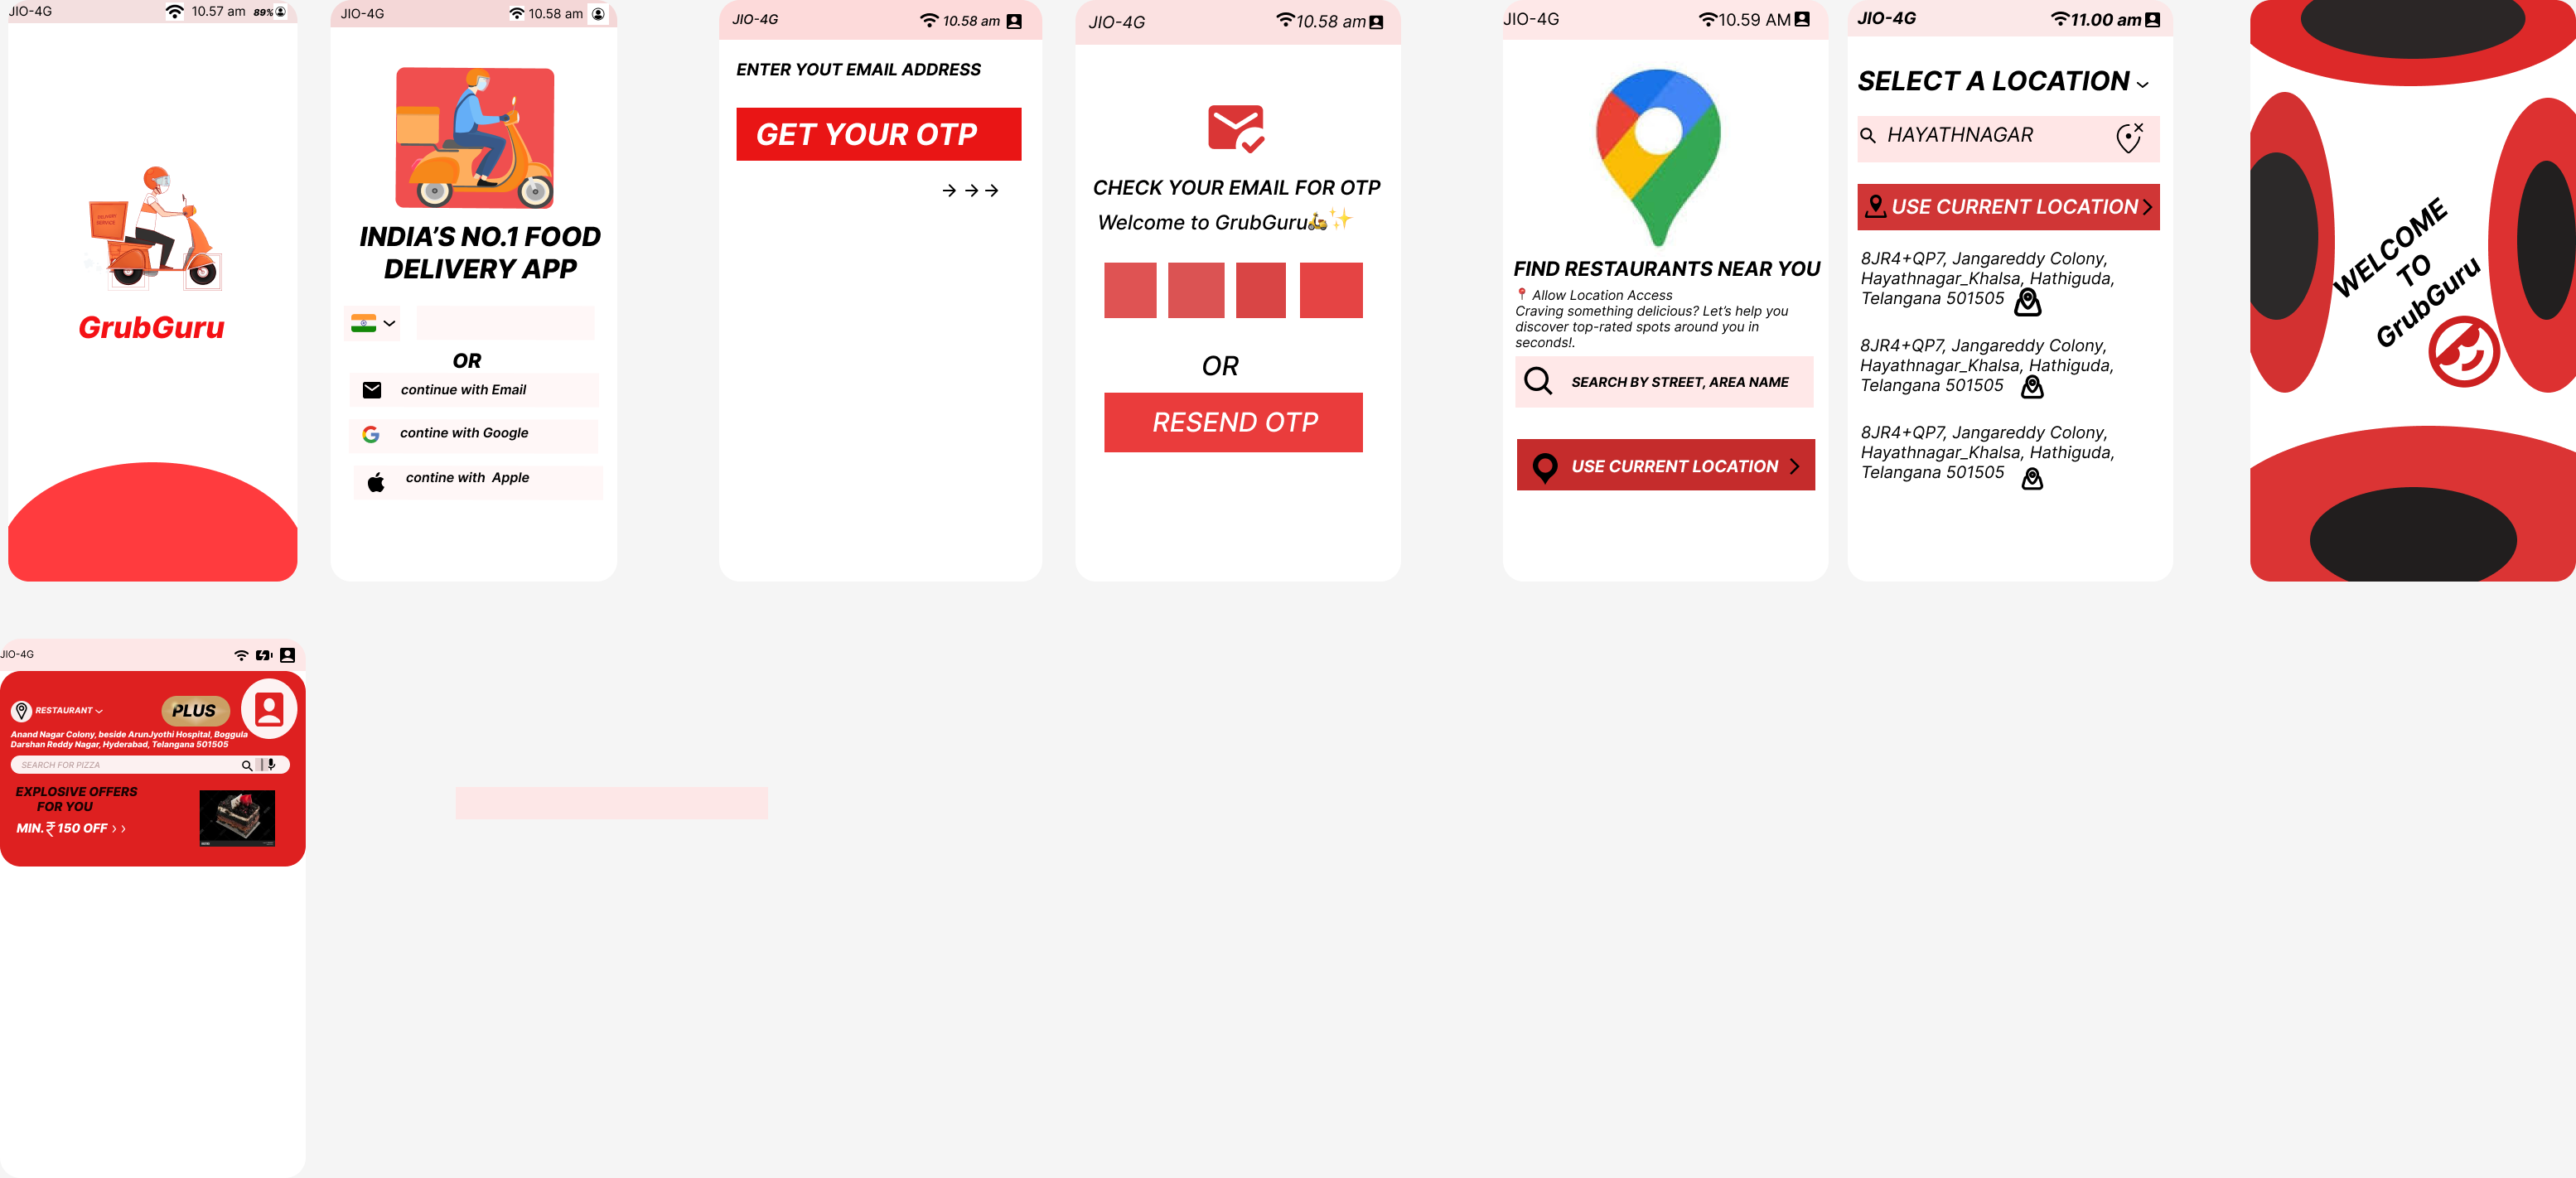 JIO-4G
10.57 am 89%
DELIVERY
SERVICE
GrubGuru
JIO-4G
10.58 am
INDIA’S NO.1 FOOD
DELIVERY APP
OR
continue with Email
contine with Google
contine with Apple
JIO-4G
10.58 am
ENTER YOUT EMAIL ADDRESS
GET YOUR OTP
JIO-4G
10.58 am
CHECK YOUR EMAIL FOR OTP
Welcome to GrubGuru🛵✨
OR
RESEND OTP
JIO-4G
10.59 AM
FIND RESTAURANTS NEAR YOU
📍 Allow Location Access
Craving something delicious? Let’s help you
discover top-rated spots around you in
seconds!.
SEARCH BY STREET, AREA NAME
USE CURRENT LOCATION
JIO-4G
11.00 am
SELECT A LOCATION
HAYATHNAGAR
USE CURRENT LOCATION
8JR4+QP7, Jangareddy Colony,
Hayathnagar_Khalsa, Hathiguda,
Telangana 501505
8JR4+QP7, Jangareddy Colony,
Hayathnagar_Khalsa, Hathiguda,
Telangana 501505
8JR4+QP7, Jangareddy Colony,
Hayathnagar_Khalsa, Hathiguda,
Telangana 501505
WELCOME
TO
GrubGuru
JIO-4G
RESTAURANT
PLUS
Anand Nagar Colony, beside ArunJyothi Hospital, Boggula
Darshan Reddy Nagar, Hyderabad, Telangana 501505
SEARCH FOR PIZZA
EXPLOSIVE OFFERS
FOR YOU
MIN.₹150 OFF